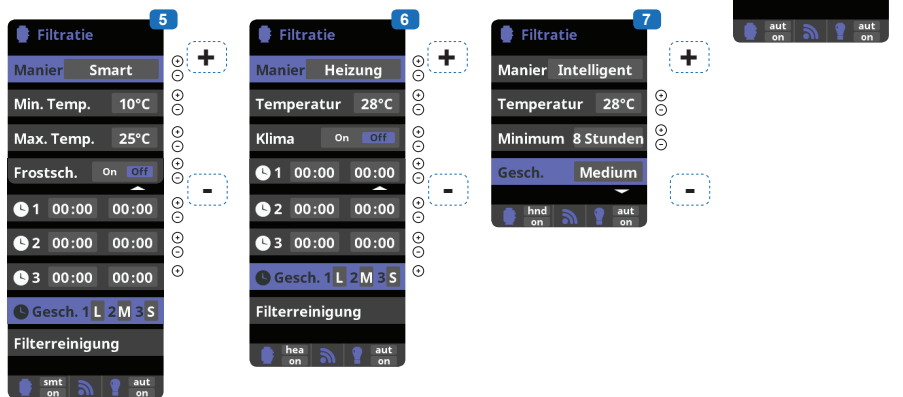 5
Filtratie
Manier Smart
Min. Temp. 10°C
Max. Temp. 25°C
Frostsch. On Off
1 00:00 00:00
2 00:00 00:00
3 00:00 00:00
Gesch. 1 L 2 M 3 S
Filterreinigung
smt on aut on
+
-
6
Filtratie
Manier Heizung
Temperatur 28°C
Klima On Off
1 00:00 00:00
2 00:00 00:00
3 00:00 00:00
Gesch. 1 L 2 M 3 S
Filterreinigung
hea on aut on
+
-
7
Filtratie
Manier Intelligent
Temperatur 28°C
Minimum 8 Stunden
Gesch. Medium
hnd on aut on
+
-
aut on aut on